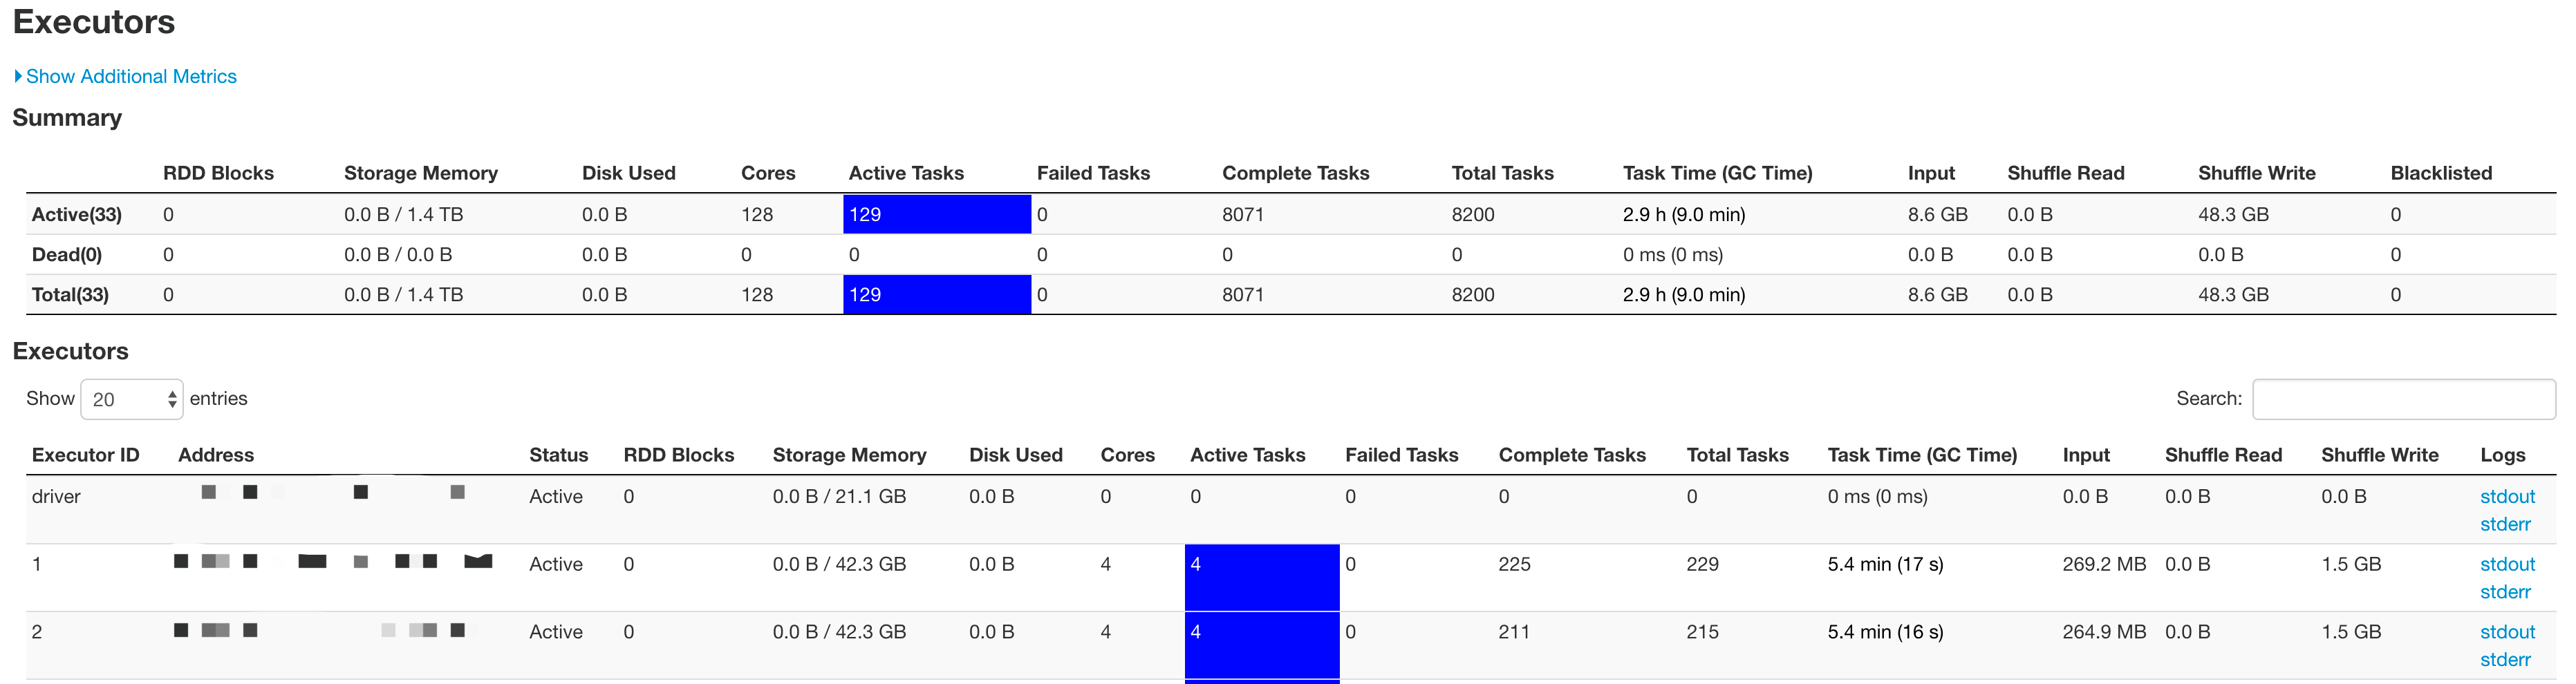 Executors
Show Additional Metrics
Summary
RDD Blocks Storage Memory Disk Used Cores Active Tasks Failed Tasks Complete Tasks Total Tasks Task Time (GC Time) Input Shuffle Read Shuffle Write Blacklisted
Active(33) 0 0.0 B / 1.4 TB 0.0 B 128 129 0 8071 8200 2.9 h (9.0 min) 8.6 GB 0.0 B 48.3 GB 0
Dead(0) 0 0.0 B / 0.0 B 0.0 B 0 0 0 0 0 0 ms (0 ms) 0.0 B 0.0 B 0.0 B 0
Total(33) 0 0.0 B / 1.4 TB 0.0 B 128 129 0 8071 8200 2.9 h (9.0 min) 8.6 GB 0.0 B 48.3 GB 0
Executors
Show 20 entries Search:
Executor ID Address Status RDD Blocks Storage Memory Disk Used Cores Active Tasks Failed Tasks Complete Tasks Total Tasks Task Time (GC Time) Input Shuffle Read Shuffle Write Logs
driver Active 0 0.0 B / 21.1 GB 0.0 B 0 0 0 0 0 0 ms (0 ms) 0.0 B 0.0 B 0.0 B stdout
stderr
1 Active 0 0.0 B / 42.3 GB 0.0 B 4 4 0 225 229 5.4 min (17 s) 269.2 MB 0.0 B 1.5 GB stdout
stderr
2 Active 0 0.0 B / 42.3 GB 0.0 B 4 4 0 211 215 5.4 min (16 s) 264.9 MB 0.0 B 1.5 GB stdout
stderr